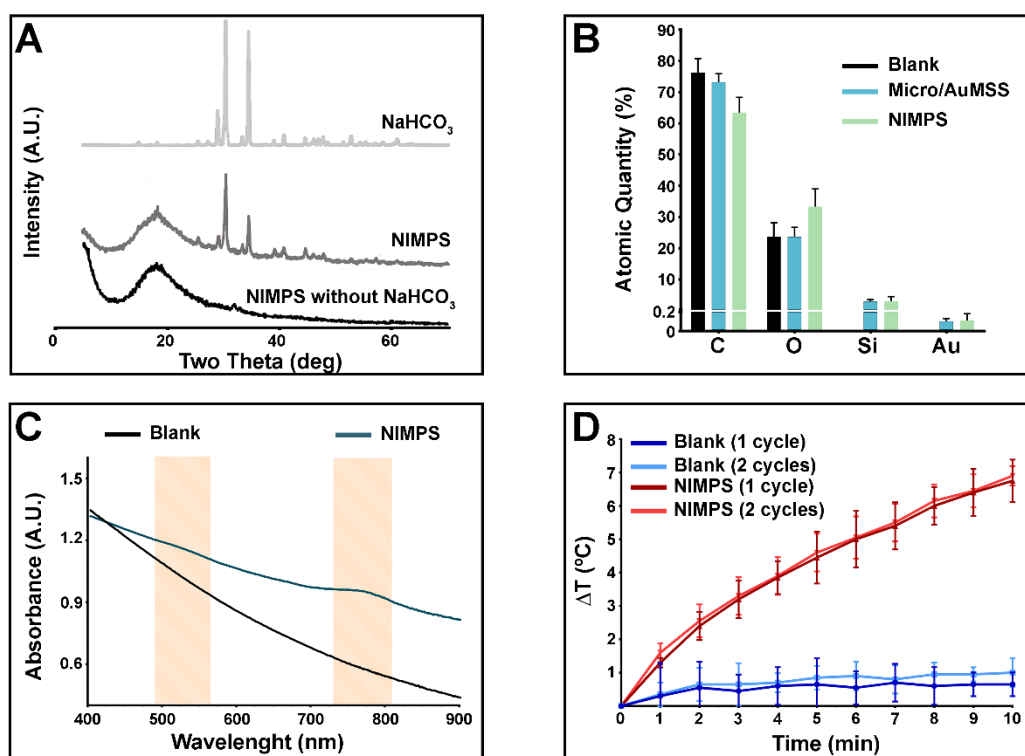 A
Intensity (A.U.)
NaHCO3
NIMPS
NIMPS without NaHCO3
0 20 40 60
Two Theta (deg)
B
Atomic Quantity (%)
90
80
70
60
50
40
30
20
10
0.2
0
Blank
Micro/AuMSS
NIMPS
C O Si Au
C
Blank NIMPS
Absorbance (A.U.)
1.5
1.2
0.9
0.6
400 500 600 700 800 900
Wavelenght (nm)
D
Blank (1 cycle)
Blank (2 cycles)
NIMPS (1 cycle)
NIMPS (2 cycles)
ΔT (ºC)
8
7
6
5
4
3
2
1
0
0 1 2 3 4 5 6 7 8 9 10
Time (min)